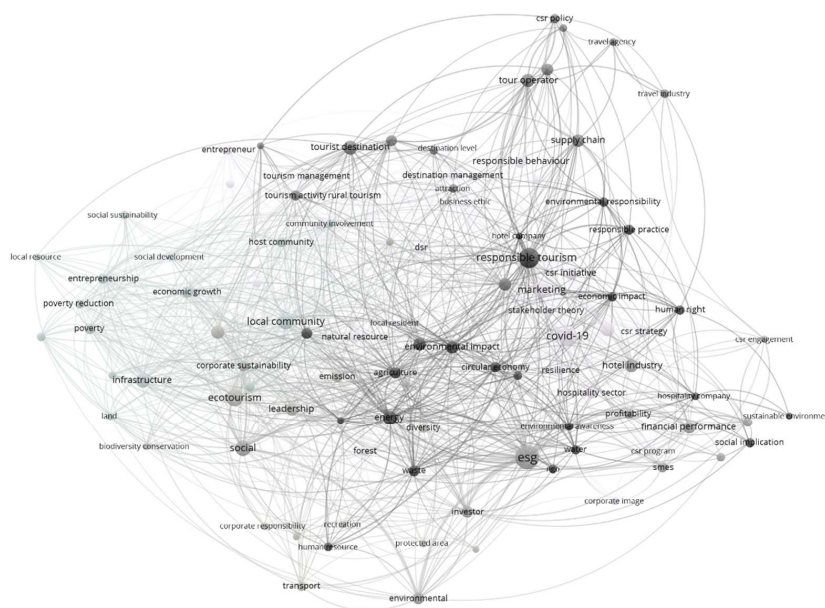 csr policy
travel agency
tour operator
travel industry
supply chain
entrepreneur
tourist destination
destination level
responsible behaviour
tourism management
destination management
attraction
tourism activity
rural tourism
business ethic
environmental responsibility
social sustainability
community involvement
responsible practice
hotel company
host community
dsr
local resource
social development
responsible tourism
csr initiative
entrepreneurship
economic growth
marketing
economic impact
poverty reduction
stakeholder theory
human right
local community
local resident
poverty
natural resource
covid-19
csr strategy
csr engagement
environmental impact
corporate sustainability
circular economy
resilience
hotel industry
infrastructure
emission
agriculture
ecotourism
hospitality sector
hospitality company
leadership
land
energy
profitability
sustainable environme
diversity
environmental awareness
financial performance
biodiversity conservation
social
forest
water
csr program
social implication
esg
waste
smes
corporate image
investor
corporate responsibility
recreation
human resource
protected area
transport
environmental